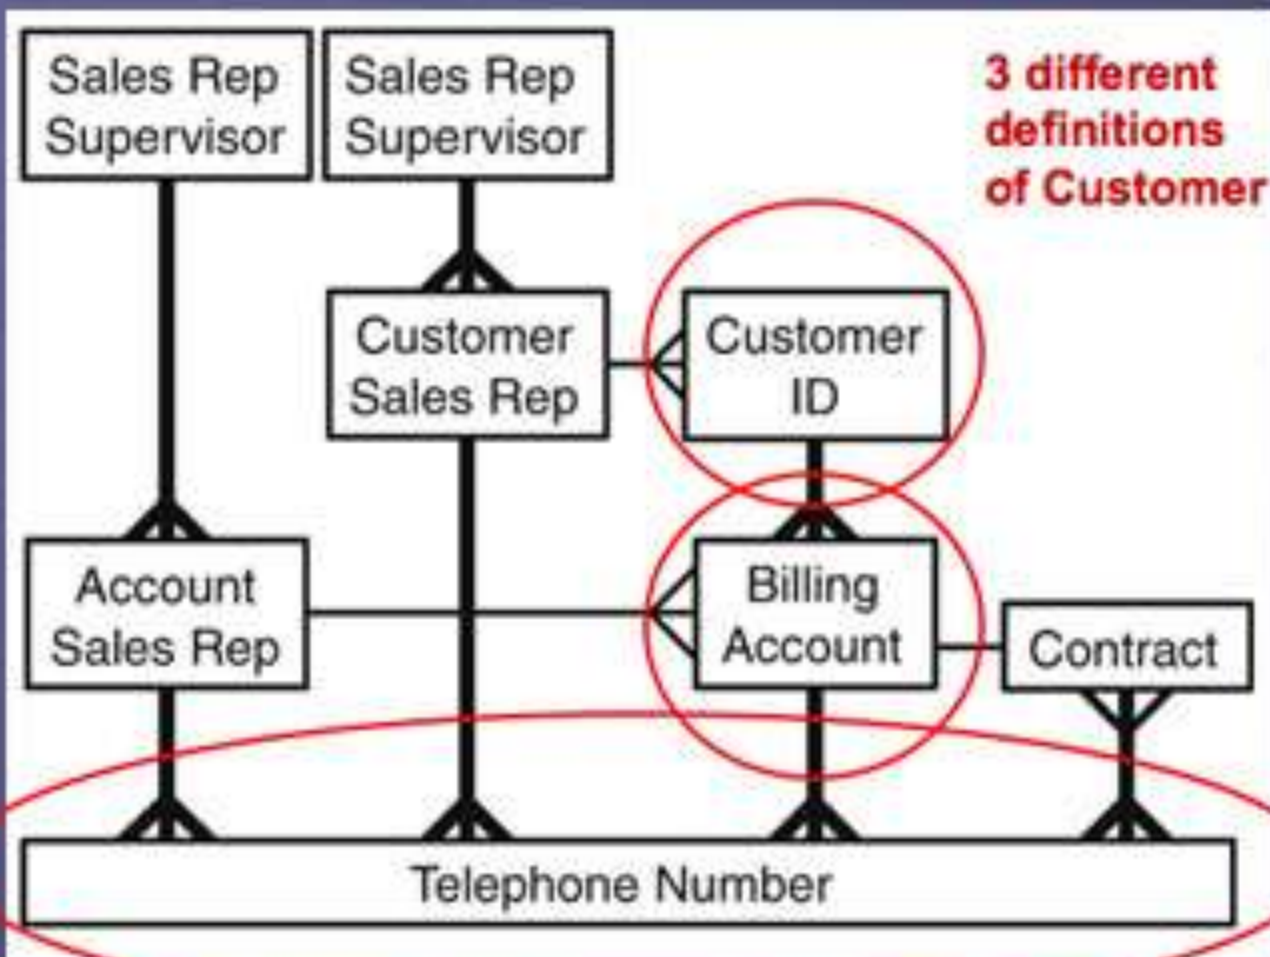 Sales Rep
Supervisor
Sales Rep
Supervisor
3 different
definitions
of Customer
Customer
Sales Rep
Customer
ID
Account
Sales Rep
Billing
Account
Contract
Telephone Number